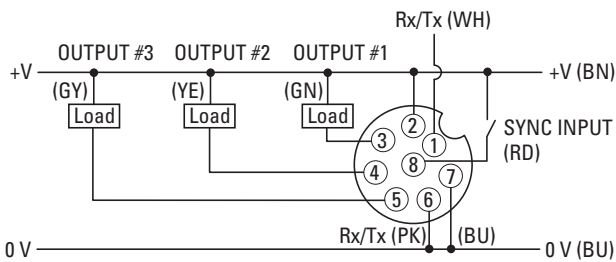 Rx/Tx (WH)
OUTPUT #3 OUTPUT #2 OUTPUT #1
+V +V (BN)
(GY) (YE) (GN)
Load Load Load
2
3 1
SYNC INPUT
(RD)
8
4 7
5 6
Rx/Tx (PK) (BU)
0 V 0 V (BU)